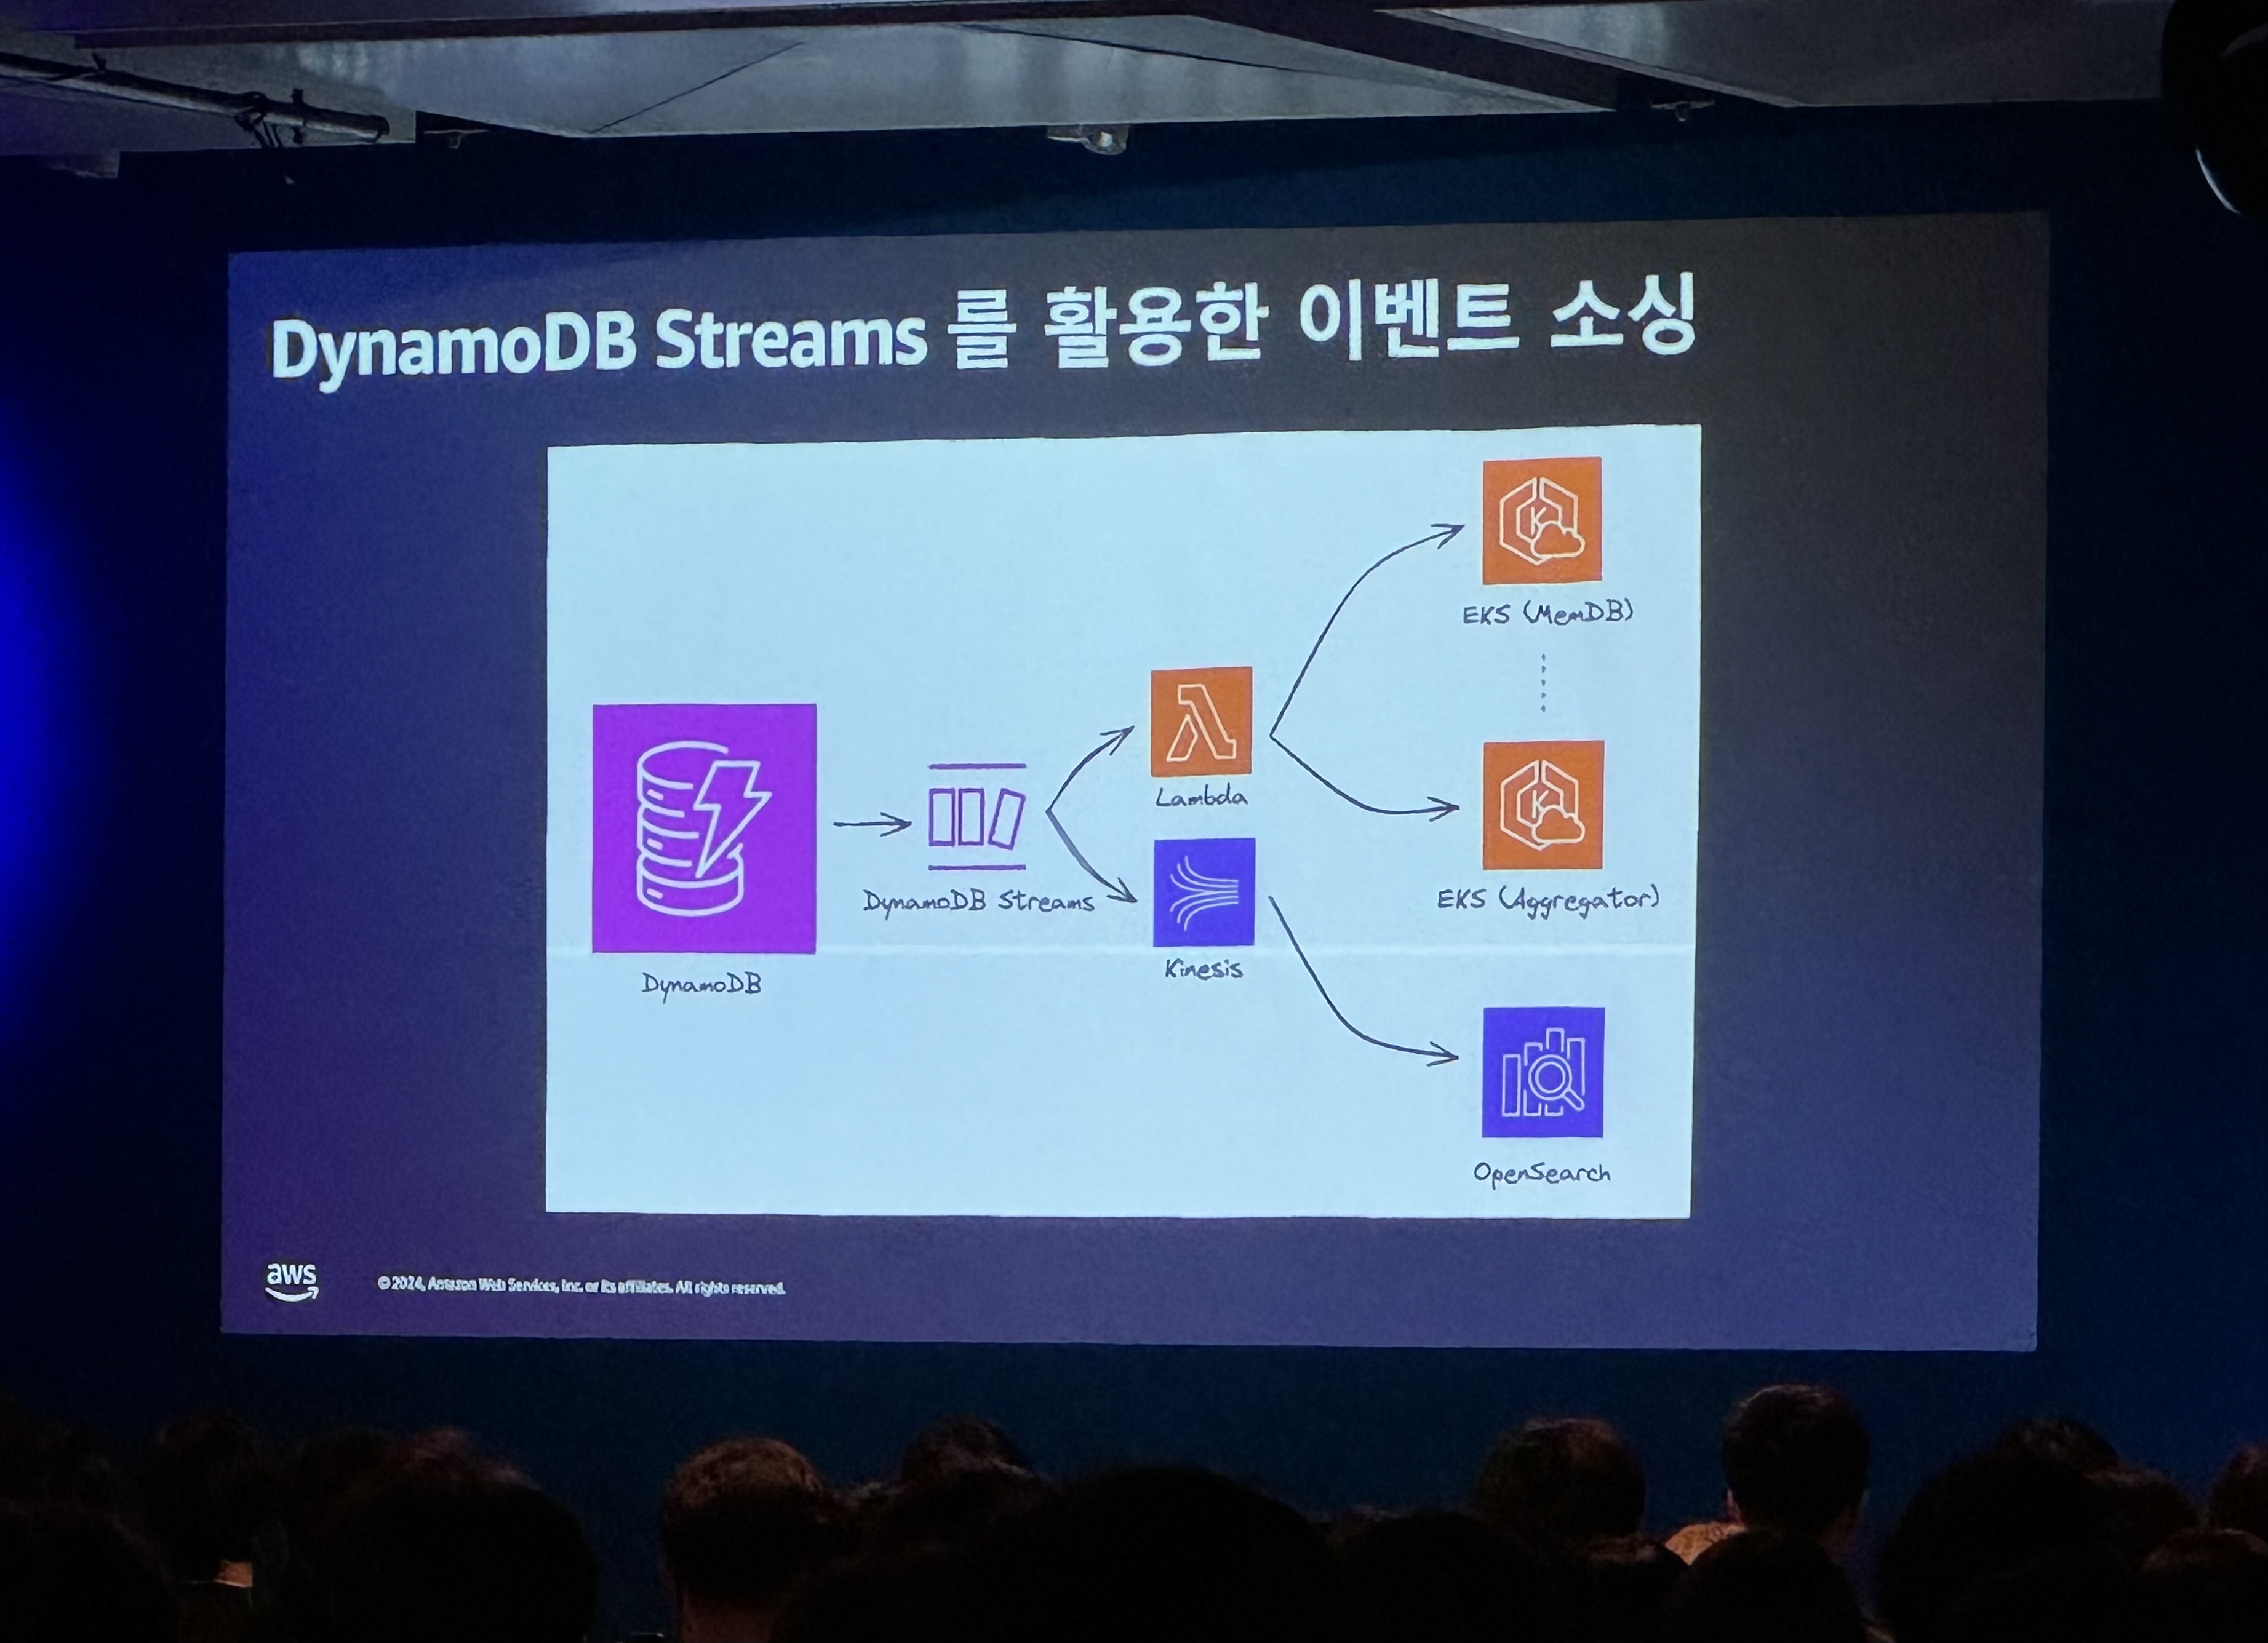 DynamoDB Streams 를 활용한 이벤트 소싱
EKS (MemDB)
Lambda
EKS (Aggregator)
DynamoDB Streams
Kinesis
DynamoDB
OpenSearch
aws
© 2024, Amazon Web Services, Inc. or its affiliates. All rights reserved.